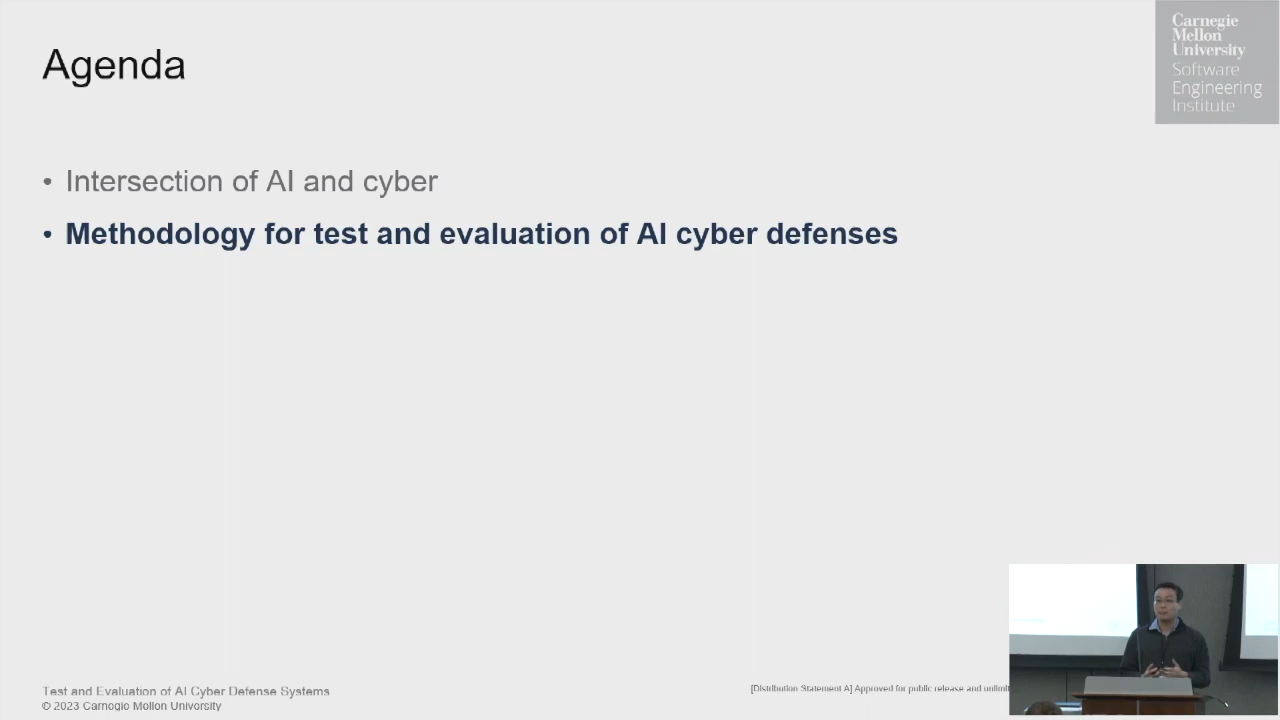 Agenda
Carnegie
Mellon
University
Software
Engineering
Institute
• Intersection of AI and cyber
• Methodology for test and evaluation of AI cyber defenses
Test and Evaluation of AI Cyber Defense Systems
© 2023 Carnegie Mellon University
[Distribution Statement A] Approved for public release and unlimit